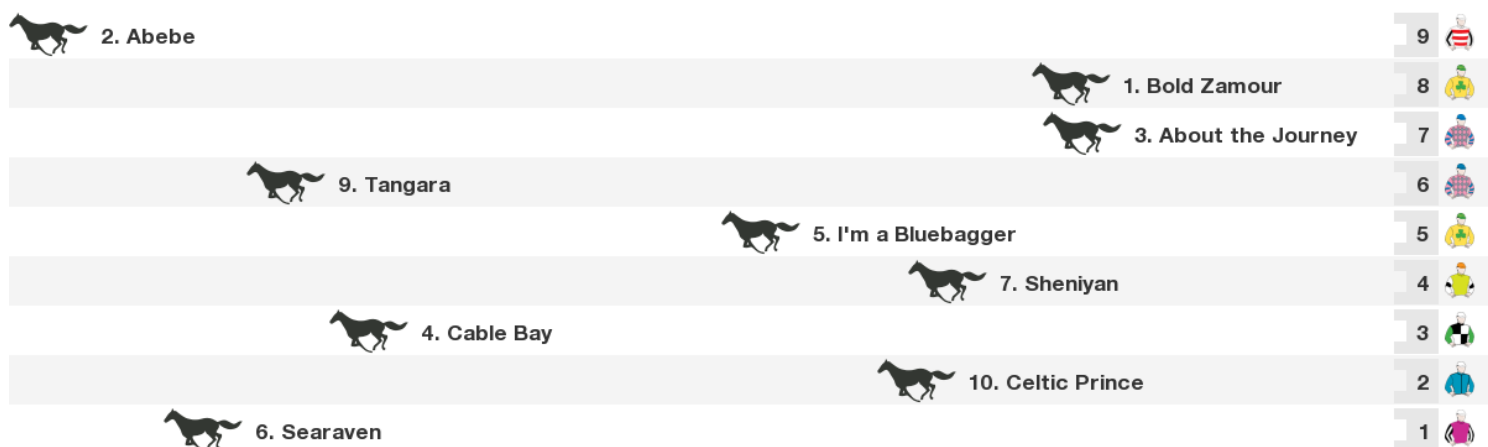 2. Abebe 9
1. Bold Zamour 8
3. About the Journey 7
9. Tangara 6
5. I'm a Bluebagger 5
7. Sheniyan 4
4. Cable Bay 3
10. Celtic Prince 2
6. Searaven 1